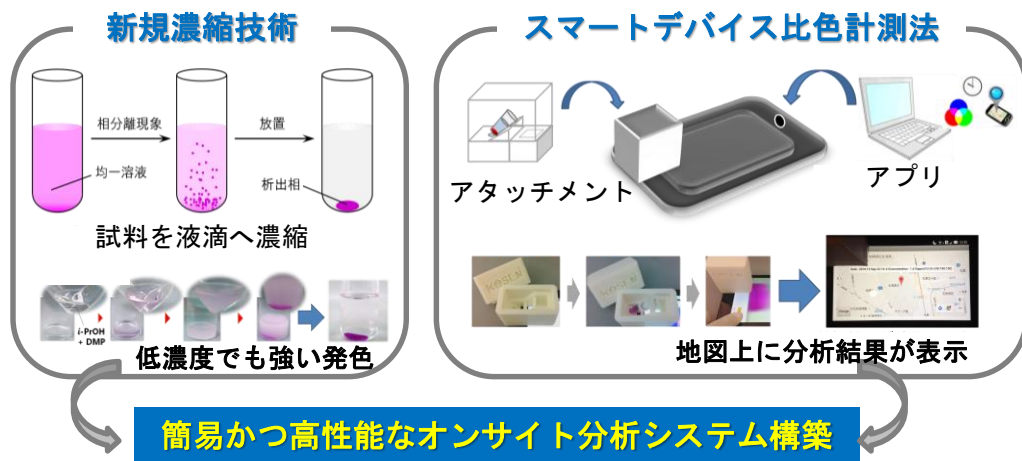 新規濃縮技術
相分離現象
放置
均一溶液
析出相
試料を液滴へ濃縮
i-PrOH
+ DMP
低濃度でも強い発色
スマートデバイス比色計測法
アタッチメント
アプリ
地図上に分析結果が表示
簡易かつ高性能なオンサイト分析システム構築